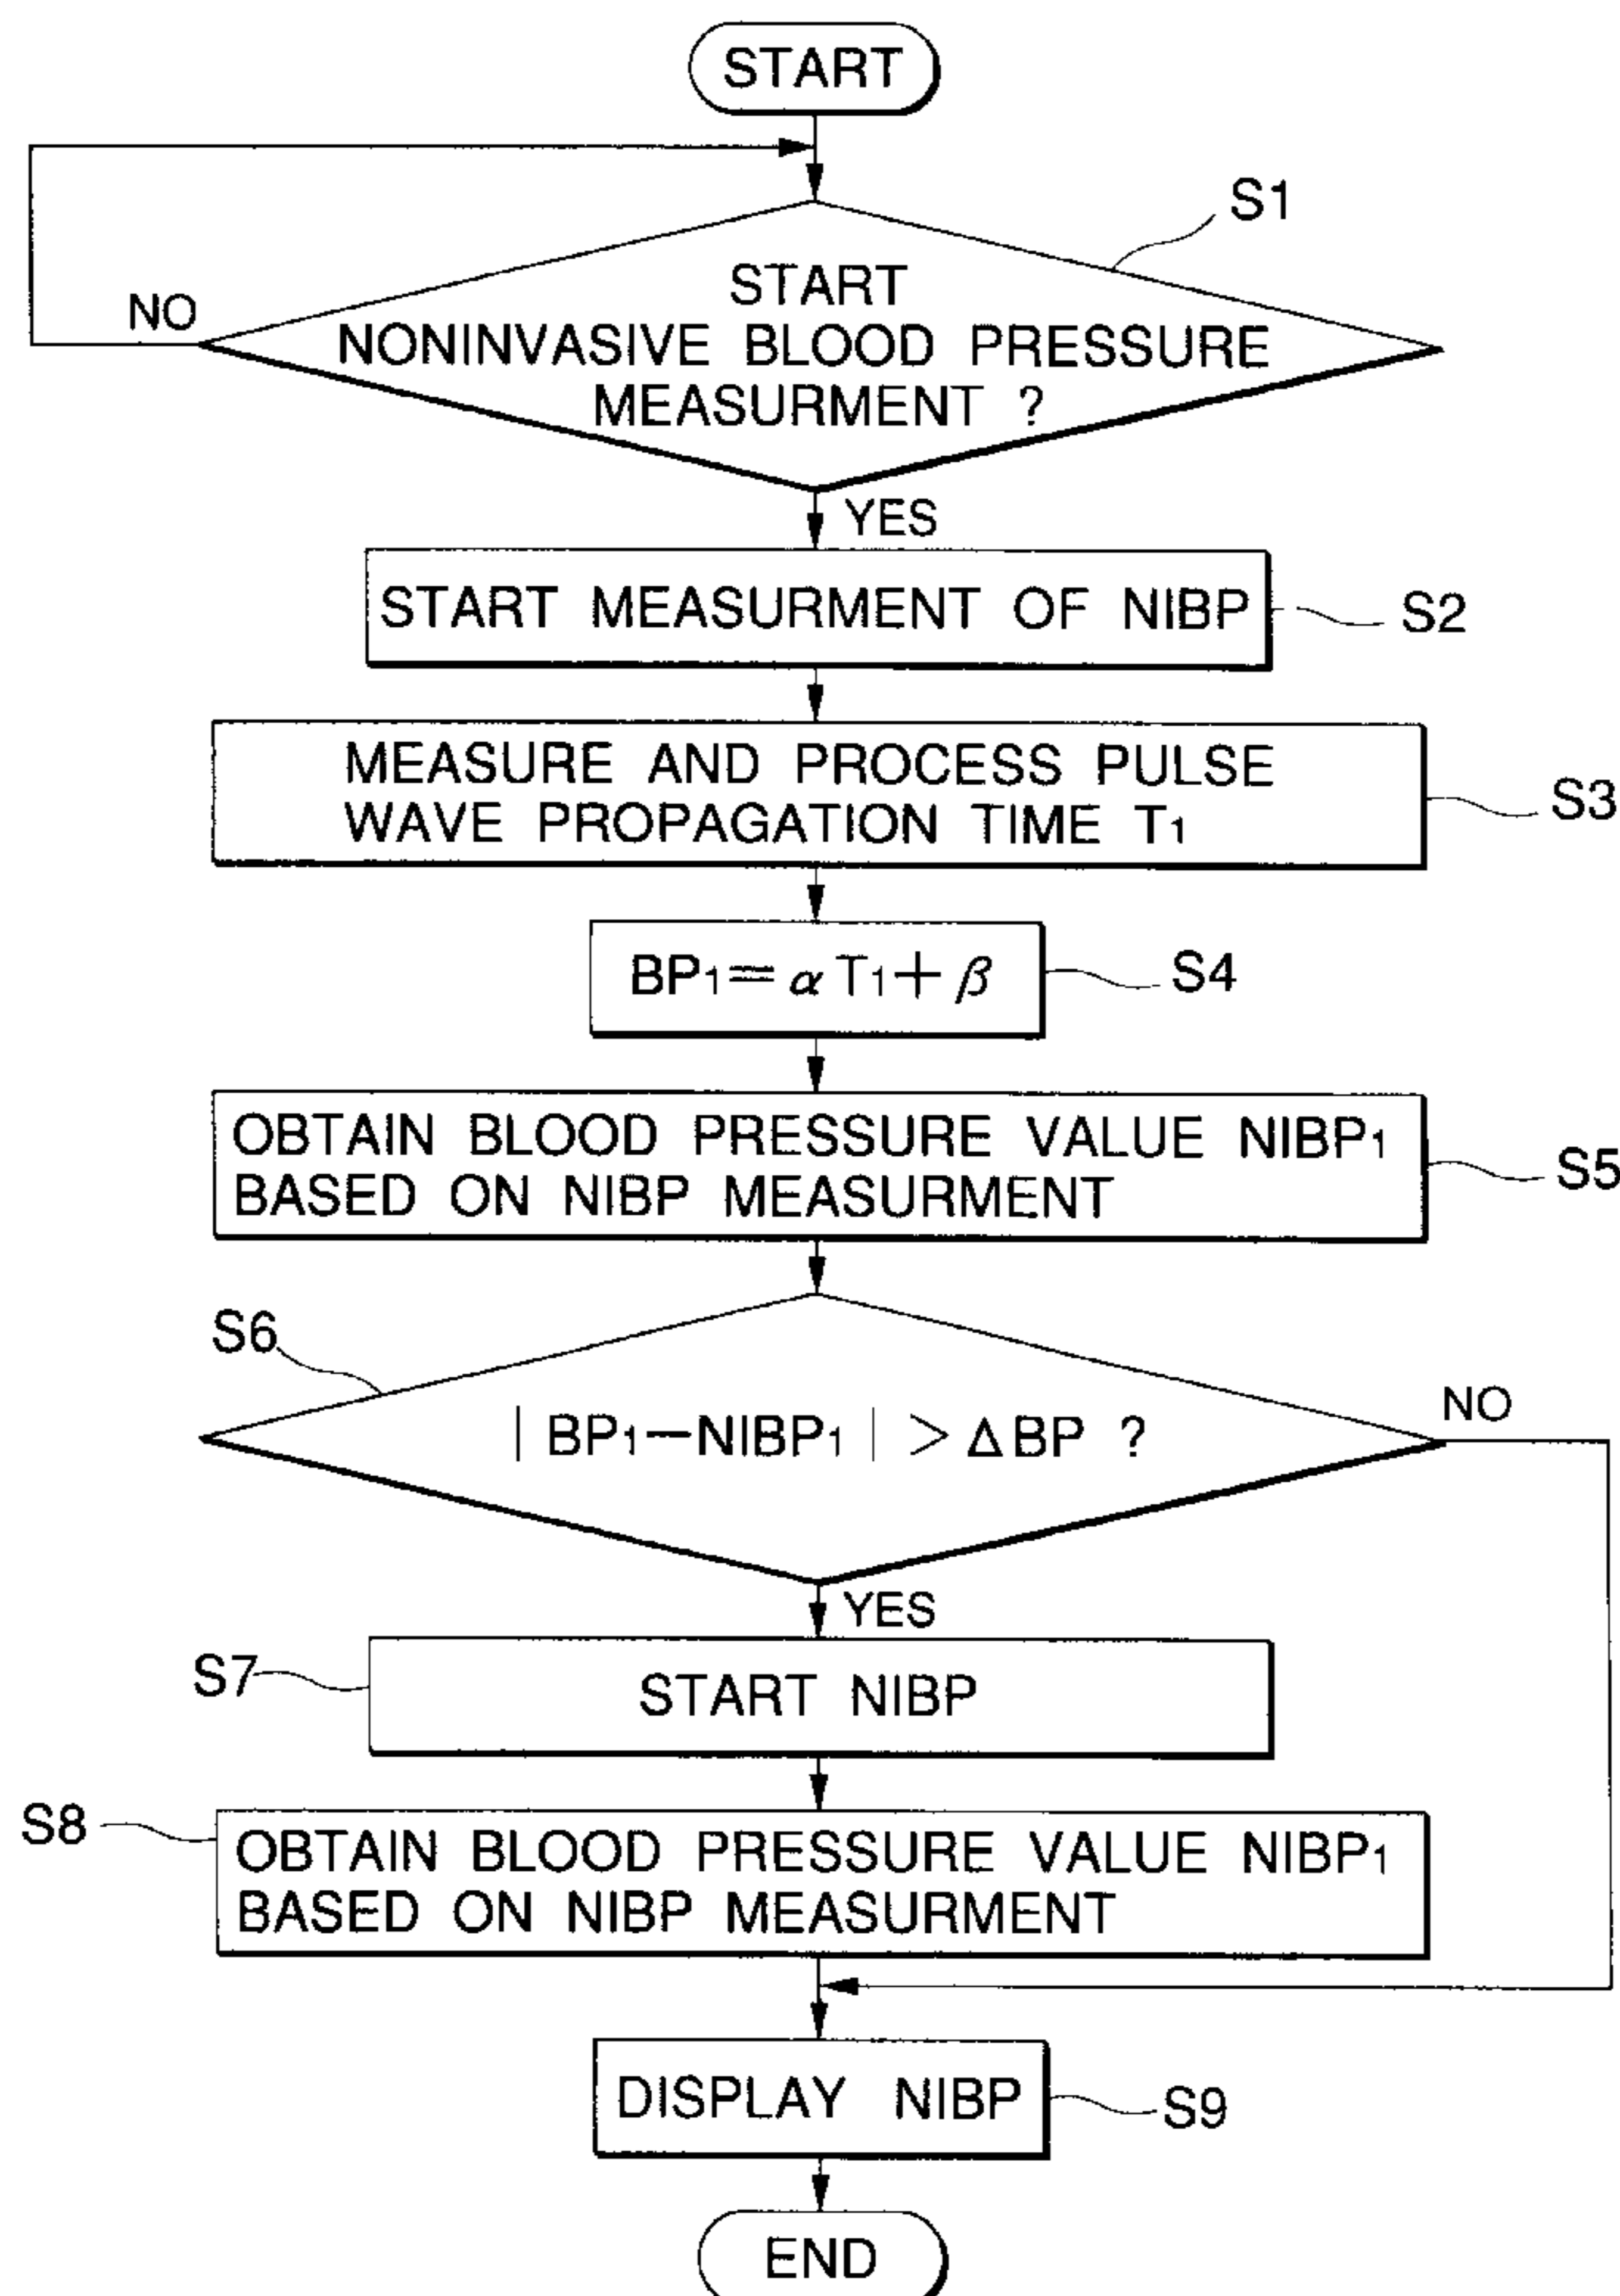 START
S1
NO
START
NONINVASIVE BLOOD PRESSURE
MEASURMENT ?
YES
START MEASURMENT OF NIBP
S2
MEASURE AND PROCESS PULSE
WAVE PROPAGATION TIME T1
S3
BP1=αT1+β
S4
OBTAIN BLOOD PRESSURE VALUE NIBP1
BASED ON NIBP MEASURMENT
S5
S6
|BP1−NIBP1| > ΔBP ?
NO
YES
S7
START NIBP
S8
OBTAIN BLOOD PRESSURE VALUE NIBP1
BASED ON NIBP MEASURMENT
DISPLAY NIBP
S9
END